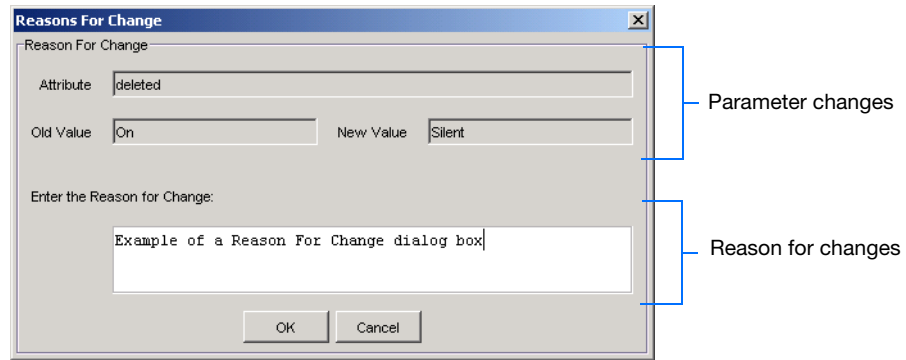 Reasons For Change
Reason For Change
Attribute deleted
Parameter changes
Old Value On New Value Silent
Enter the Reason for Change:
Example of a Reason For Change dialog box
Reason for changes
OK Cancel